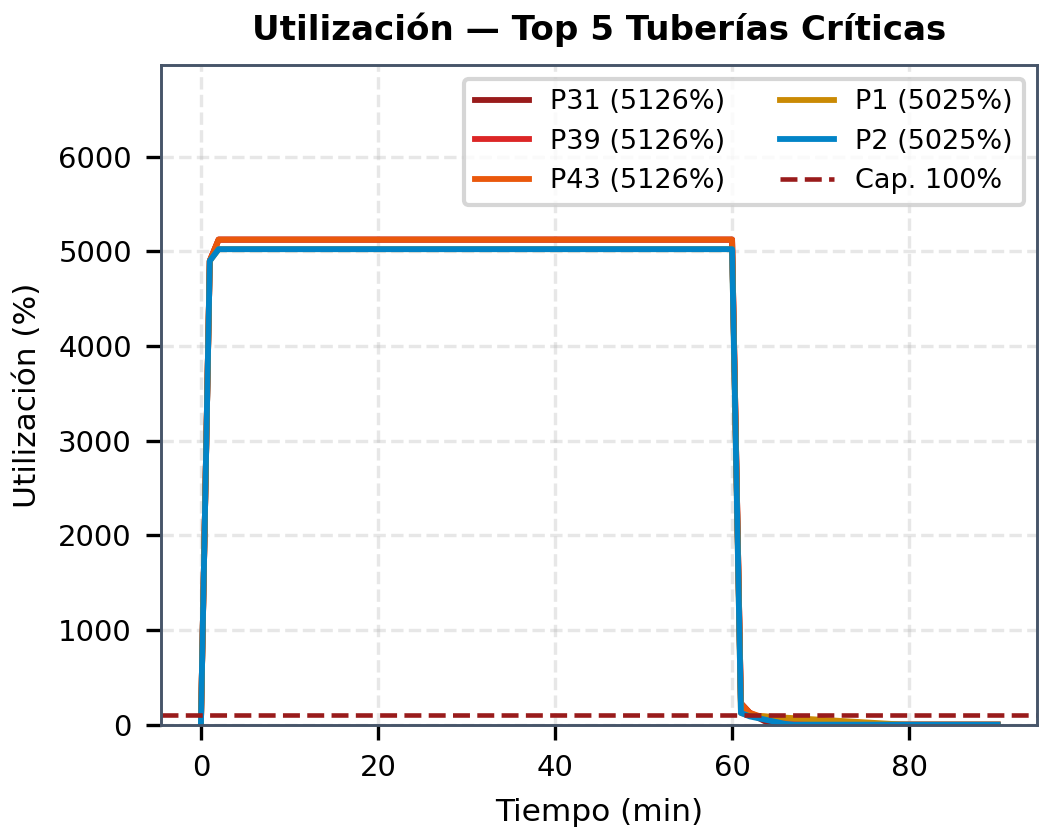 Utilización — Top 5 Tuberías Críticas
P31 (5126%)
P39 (5126%)
P43 (5126%)
P1 (5025%)
P2 (5025%)
Cap. 100%
Utilización (%)
6000
5000
4000
3000
2000
1000
0
0 20 40 60 80
Tiempo (min)